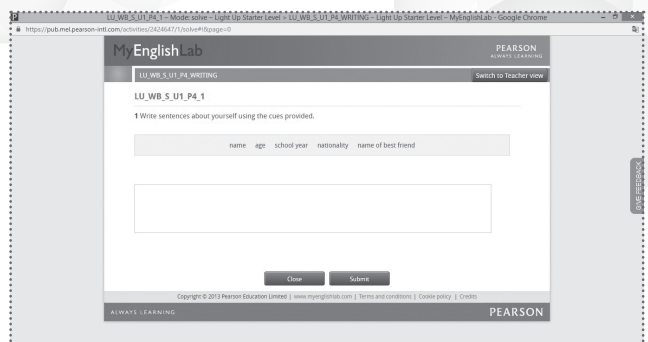 LU_WB_S_U1_P4_1 – Mode: solve – Light Up Starter Level > LU_WB_S_U1_P4_WRITING – Light Up Starter Level – MyEnglishLab - Google Chrome
https://pub.mel.pearson-intl.com/activities/2424647/1/solve#!&page=0
MyEnglishLab
PEARSON
ALWAYS LEARNING
LU_WB_S_U1_P4_WRITING
Switch to Teacher view
LU_WB_S_U1_P4_1
1 Write sentences about yourself using the cues provided.
name age school year nationality name of best friend
GIVE FEEDBACK
Close Submit
Copyright © 2013 Pearson Education Limited | www.myenglishlab.com | Terms and conditions | Cookie policy | Credits
ALWAYS LEARNING
PEARSON